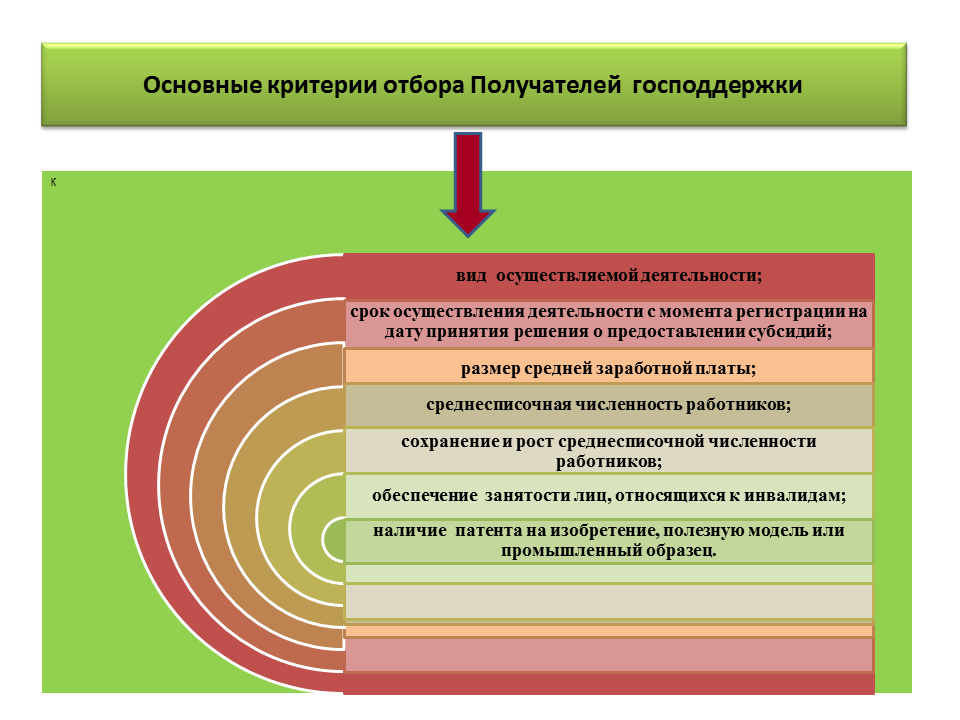 Основные критерии отбора Получателей господдержки
К
вид осуществляемой деятельности;
срок осуществления деятельности с момента регистрации на
дату принятия решения о предоставлении субсидий;
размер средней заработной платы;
среднесписочная численность работников;
сохранение и рост среднесписочной численности
работников;
обеспечение занятости лиц, относящихся к инвалидам;
наличие патента на изобретение, полезную модель или
промышленный образец.